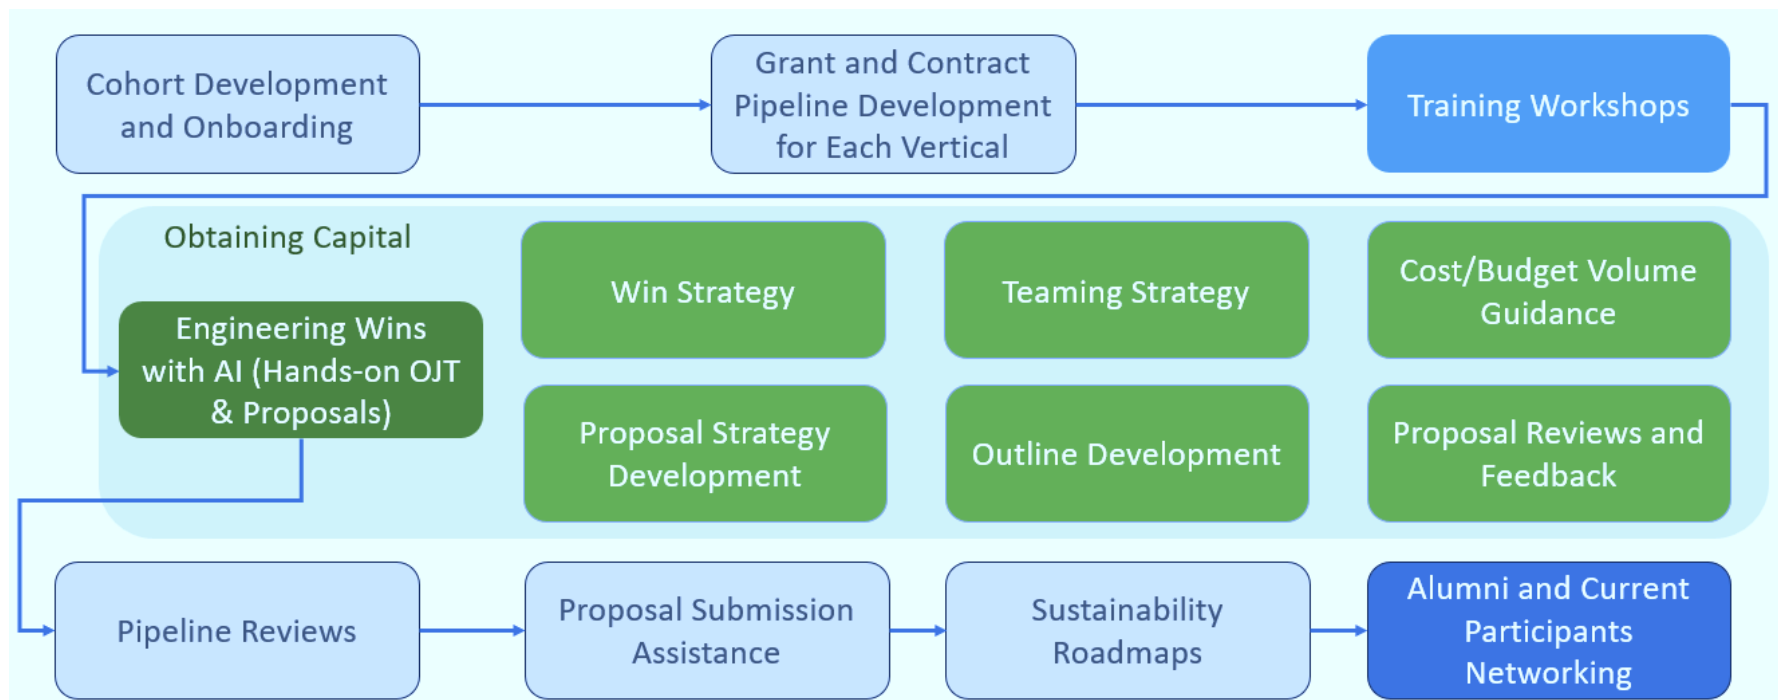 Cohort Development
and Onboarding
Grant and Contract
Pipeline Development
for Each Vertical
Training Workshops
Obtaining Capital
Engineering Wins
with AI (Hands-on OJT
& Proposals)
Win Strategy
Teaming Strategy
Cost/Budget Volume
Guidance
Proposal Strategy
Development
Outline Development
Proposal Reviews and
Feedback
Pipeline Reviews
Proposal Submission
Assistance
Sustainability
Roadmaps
Alumni and Current
Participants
Networking